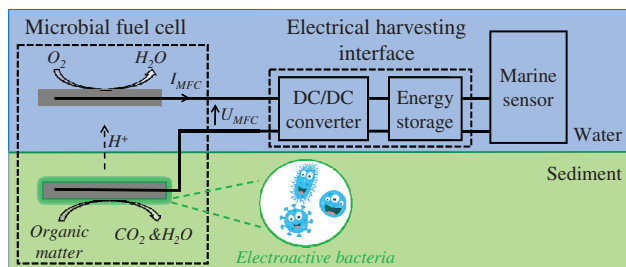 Microbial fuel cell
Electrical harvesting
interface
O2
H2O
IMFC
UMFC
DC/DC
converter
Energy
storage
Marine
sensor
H+
Water
Sediment
Organic
matter
CO2 &H2O
Electroactive bacteria